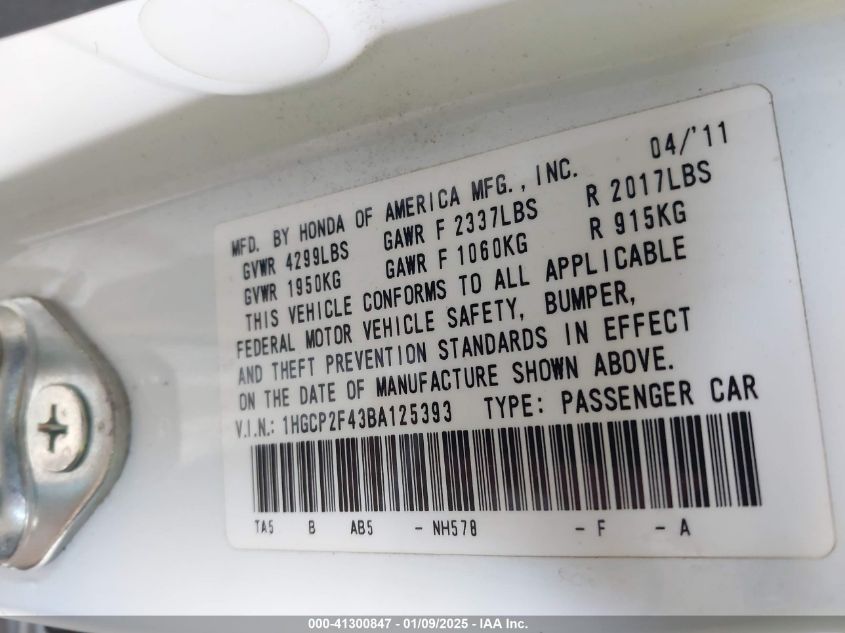 MFD. BY HONDA OF AMERICA MFG., INC. 04/'11
GVWR 4299LBS GAWR F 2337LBS R 2017LBS
GVWR 1950KG GAWR F 1060KG R 915KG
THIS VEHICLE CONFORMS TO ALL APPLICABLE
FEDERAL MOTOR VEHICLE SAFETY, BUMPER,
AND THEFT PREVENTION STANDARDS IN EFFECT
ON THE DATE OF MANUFACTURE SHOWN ABOVE.
V.I.N.: 1HGCP2F43BA125393 TYPE: PASSENGER CAR
TA5 B AB5 - NH578 - F - A
000-41300847 | 01/09/2025 - IAA Inc.